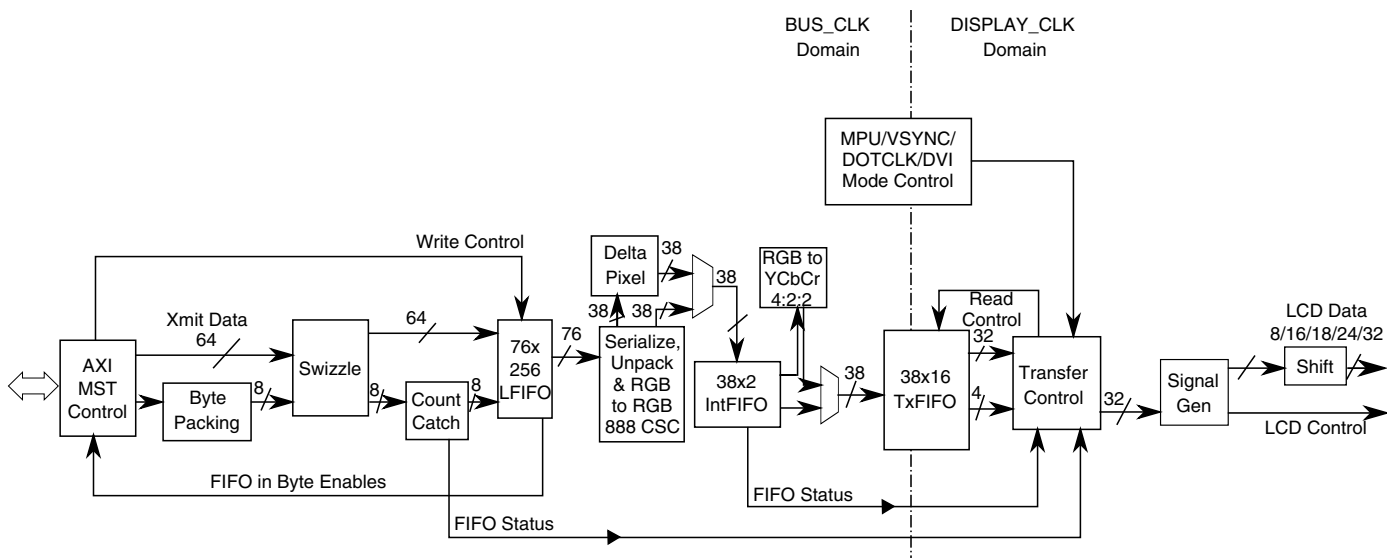 BUS_CLK
Domain
DISPLAY_CLK
Domain
MPU/VSYNC/
DOTCLK/DVI
Mode Control
Write Control
Delta
Pixel
38
38
RGB to
YCbCr
4:2:2
Read
Control
LCD Data
8/16/18/24/32
Xmit Data
64
64
38
38
32
AXI
MST
Control
Byte
Packing
8
Swizzle
8
Count
Catch
8
76x
256
LFIFO
76
Serialize,
Unpack
& RGB
to RGB
888 CSC
38x2
IntFIFO
38
38x16
TxFIFO
4
Transfer
Control
32
Signal
Gen
Shift
LCD Control
FIFO in Byte Enables
FIFO Status
FIFO Status